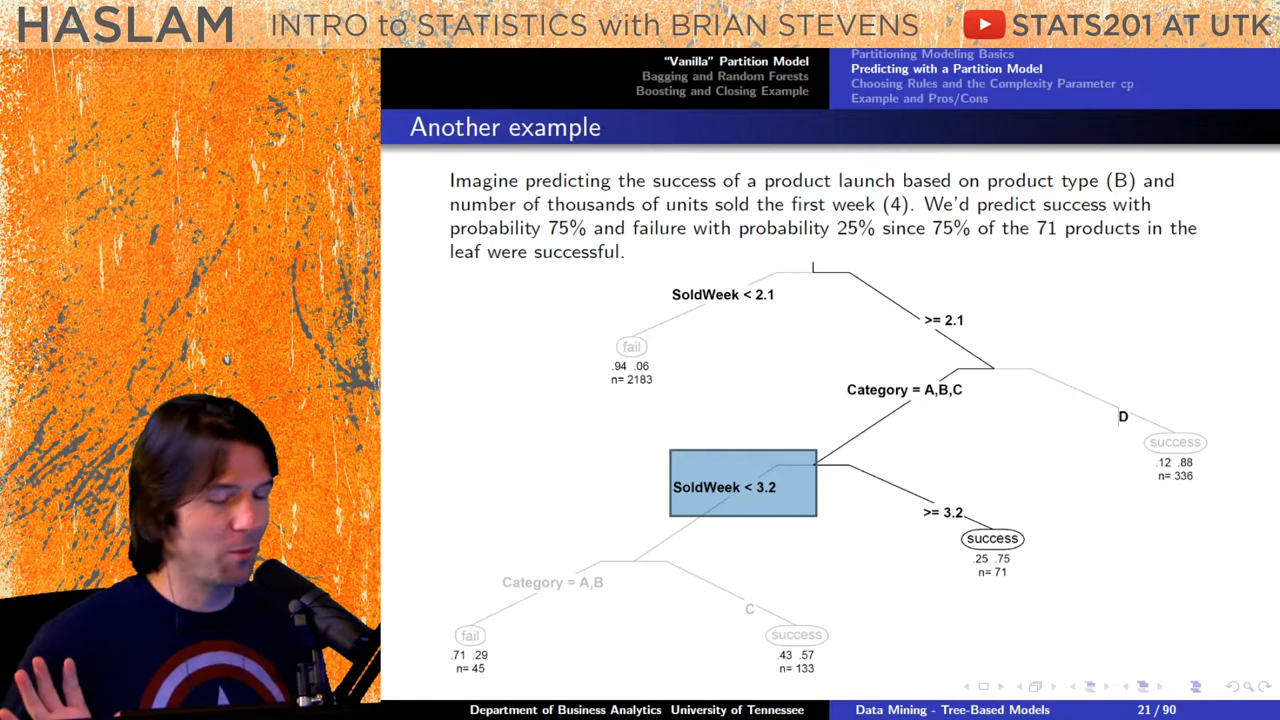 HASLAM INTRO to STATISTICS with BRIAN STEVENS STATS201 AT UTK
"Vanilla" Partition Model
Bagging and Random Forests
Boosting and Closing Example
Partitioning Modeling Basics
Predicting with a Partition Model
Choosing Rules and the Complexity Parameter cp
Example and Pros/Cons
Another example
Imagine predicting the success of a product launch based on product type (B) and
number of thousands of units sold the first week (4). We'd predict success with
probability 75% and failure with probability 25% since 75% of the 71 products in the
leaf were successful.
SoldWeek < 2.1
>= 2.1
fail
.94 .06
n= 2183
Category = A,B,C
D
success
.12 .88
n= 336
SoldWeek < 3.2
>= 3.2
success
.25 .75
n= 71
Category = A,B
C
fail
.71 .29
n= 45
success
.43 .57
n= 133
Department of Business Analytics University of Tennessee
Data Mining - Tree-Based Models
21 / 90